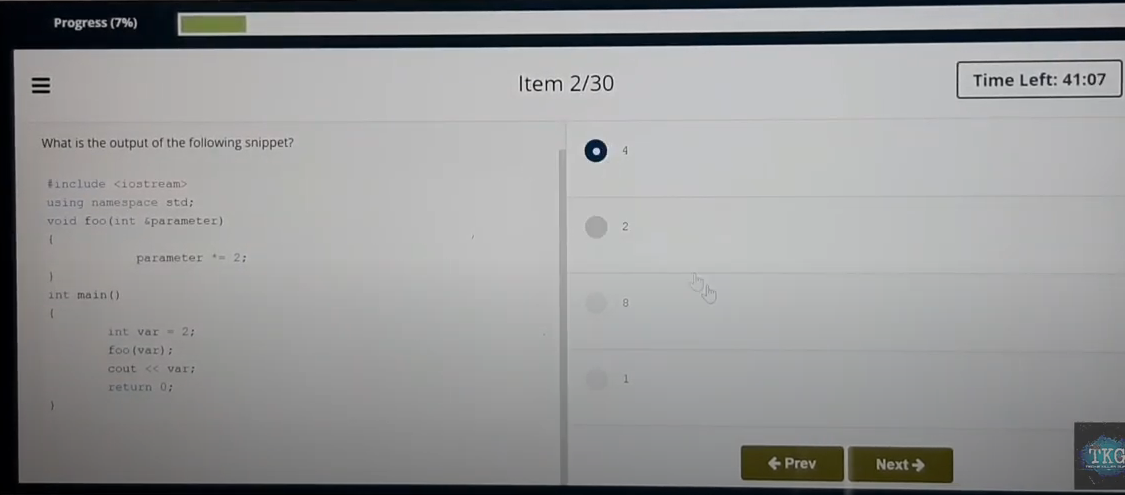 Progress (7%)
Item 2/30
Time Left: 41:07
What is the output of the following snippet?
#include <iostream>
using namespace std;
void foo(int &parameter)
{
parameter *= 2;
}
int main()
{
int var = 2;
foo(var);
cout << var;
return 0;
}
4
2
8
1
← Prev
Next →
TKG